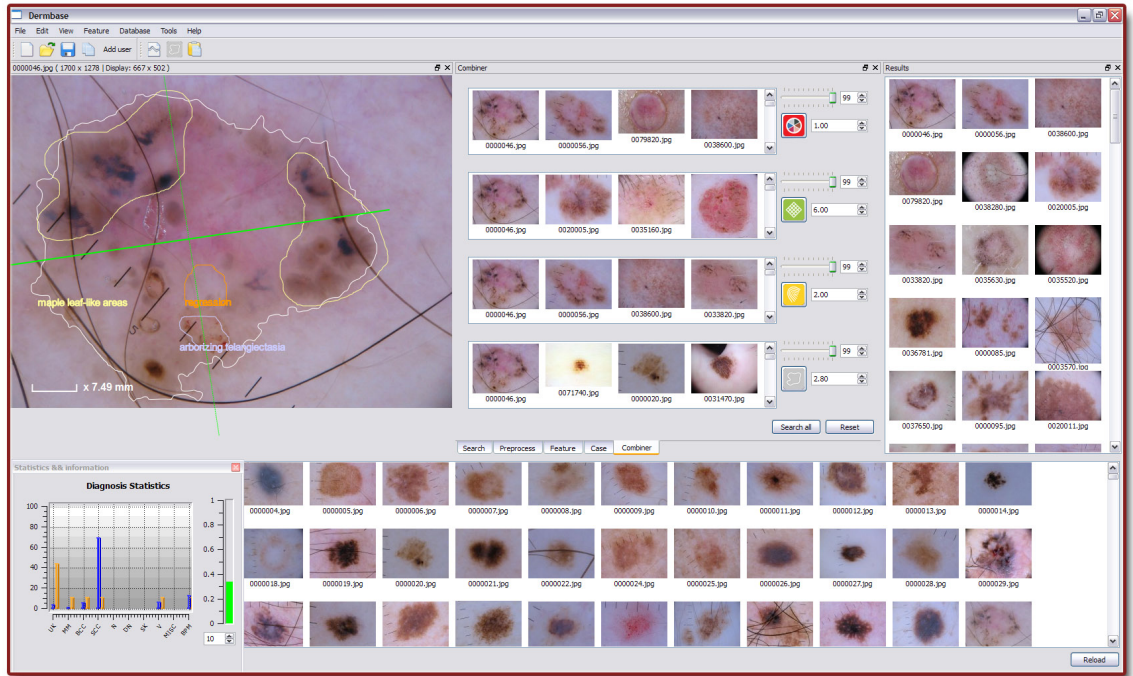 Dermbase
File Edit View Feature Database Tools Help
Add user
0000046.jpg ( 1700 x 1278 | Display: 667 x 502 )
maple leaf-like areas
regression
arborizing telangiectasia
x 7.49 mm
Combiner
0000046.jpg 0000056.jpg 0079820.jpg 0038600.jpg
99
1.00
0000046.jpg 0020005.jpg 0035160.jpg
99
6.00
0000046.jpg 0000056.jpg 0038600.jpg 0033820.jpg
99
2.00
0000046.jpg 0071740.jpg 0000020.jpg 0031470.jpg
99
2.80
Search all Reset
Search Preprocess Feature Case Combiner
Results
0000046.jpg 0000056.jpg 0038600.jpg
0079820.jpg 0038280.jpg 0020005.jpg
0033820.jpg 0035630.jpg 0035520.jpg
0036781.jpg 0000085.jpg 0003570.jpg
0037650.jpg 0000095.jpg 0020011.jpg
Statistics && information
Diagnosis Statistics
100
80
60
40
20
0
UK MM BCC SCC N DN SK V MISC BPM
1
0.8
0.6
0.4
0.2
0
10
0000004.jpg 0000005.jpg 0000006.jpg 0000007.jpg 0000008.jpg 0000009.jpg 0000010.jpg 0000011.jpg 0000012.jpg 0000013.jpg 0000014.jpg
0000018.jpg 0000019.jpg 0000020.jpg 0000021.jpg 0000022.jpg 0000024.jpg 0000025.jpg 0000026.jpg 0000027.jpg 0000028.jpg 0000029.jpg
Reload